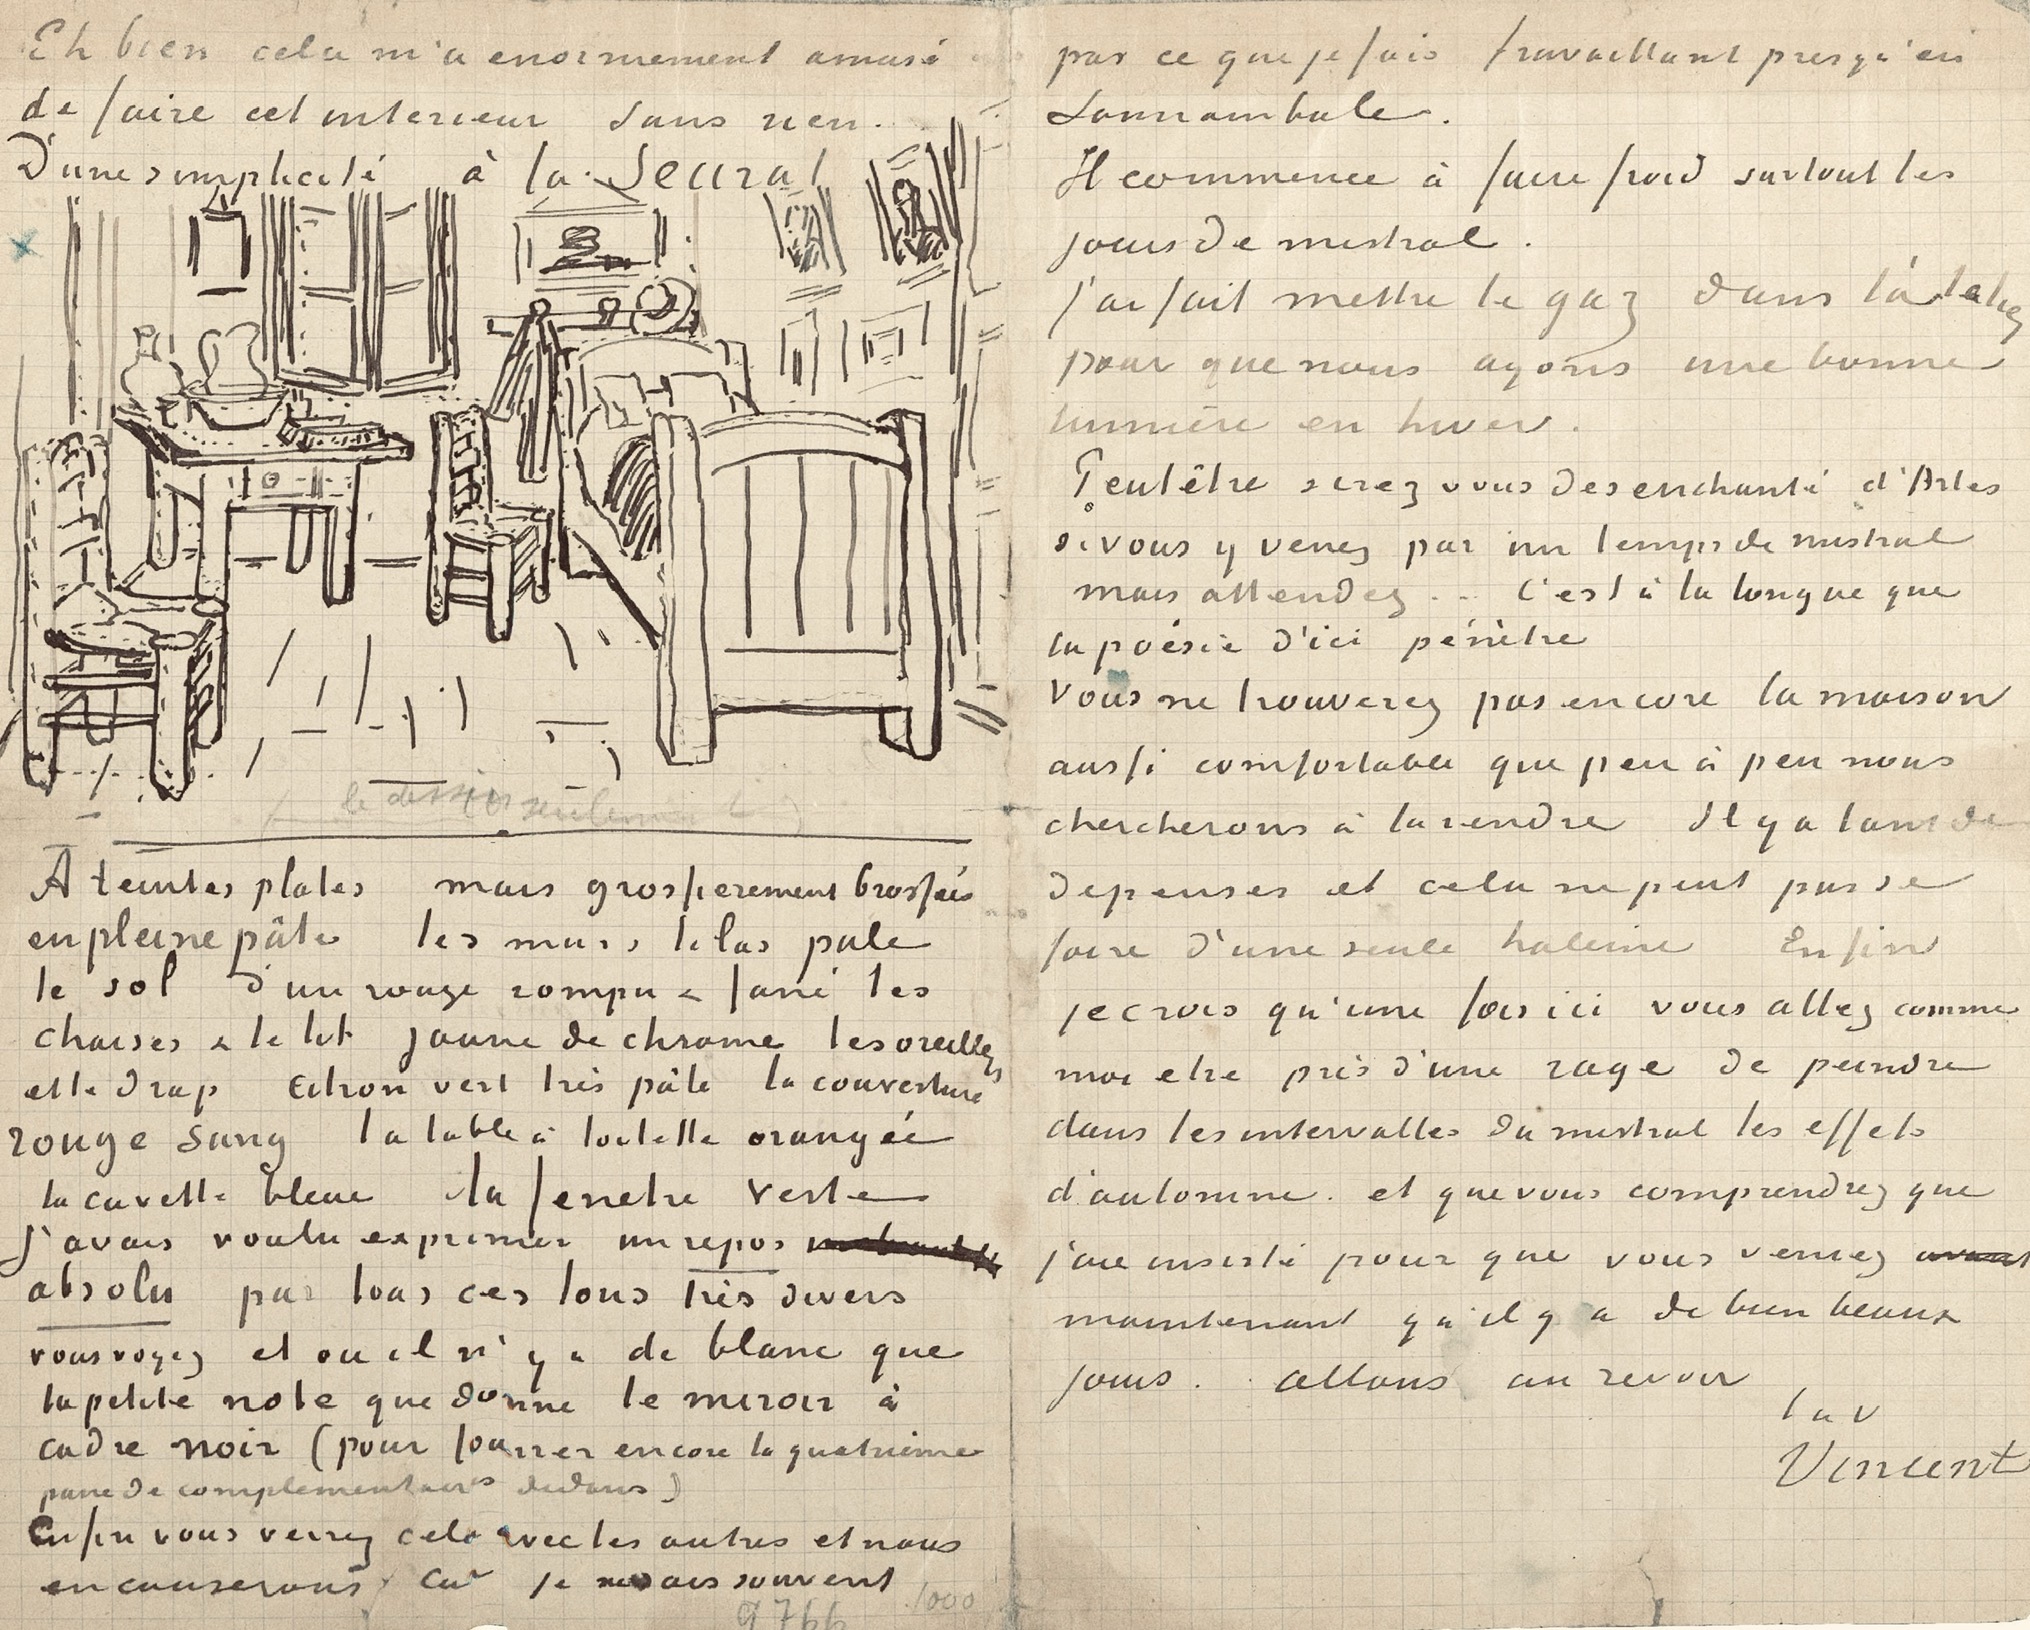 Eh bien cela m'a enormement amusé
de faire cet interieur sans rien.
D'une simplicité à la Seurat
(le dessin seulement)
A teintes plates mais grossierement brossées
en pleine pâte les murs lilas pale
le sol d'un rouge rompu & fané les
chaises & le lit jaune de chrome les oreillers
et le drap citron vert très pâle la couverture
rouge sang la table à toilette orangée
la cuvette bleue la fenetre verte
J'avais voulu exprimer un repos
absolu par tous ces tons très divers
vous voyez et ou il n'y a de blanc que
la petite note que donne le miroir à
cadre noir (pour fourrer encore la quatrième
paire de complementaires dedans)
Enfin vous verrez cela avec les autres et nous
en causerons car je ne sais souvent
9766 1000
par ce que je fais travaillant presqu'en
somnambule.
Il commence à faire froid surtout les
jours de mistral.
J'ai fait mettre le gaz dans l'atelier
pour que nous ayons une bonne
lumière en hiver.
Peutêtre serez vous desenchanté d'Arles
si vous y venez par un temps de mistral
mais attendez .. C'est à la longue que
la poésie d'ici pénètre
Vous ne trouverez pas encore la maison
aussi comfortable que peu à peu nous
chercherons à la rendre Il y a tant de
depenses et cela ne peut pas se
faire d'une seule haleine Enfin
je crois qu'une fois ici vous allez comme
moi etre pris d'une rage de peindre
dans les intervalles du mistral les effets
d'automne. et que vous comprendrez que
j'aie insisté pour que vous veniez
maintenant qu'il y a de bien beaux
jours. allons au revoir
t. à v
Vincent